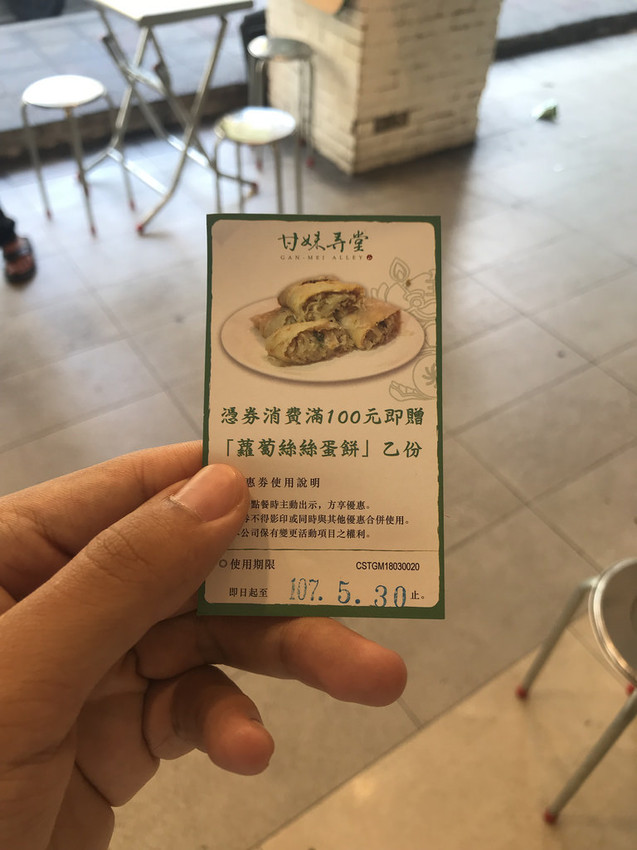 甘妹弄堂
GAN-MEI ALLEY
憑券消費滿100元即贈
「蘿蔔絲絲蛋餅」乙份
惠券使用說明
點餐時主動出示，方享優惠。
券不得影印或同時與其他優惠合併使用。
公司保有變更活動項目之權利。
使用期限
CSTGM18030020
即日起至 107. 5. 30 止。